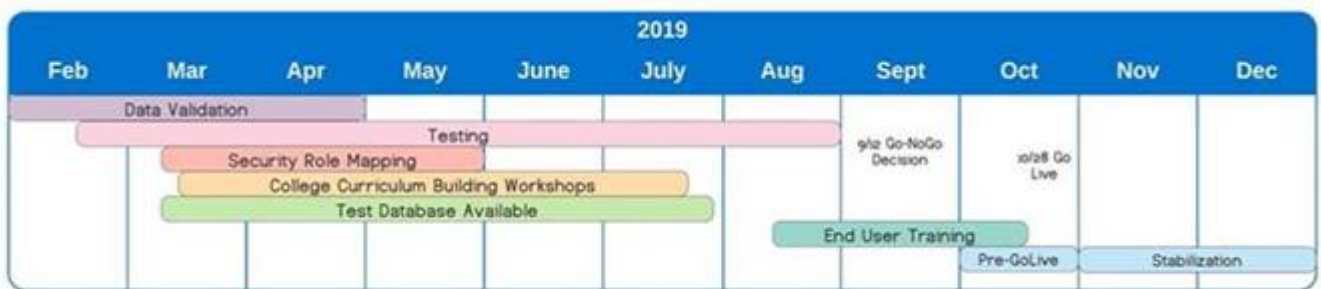 2019
Feb Mar Apr May June July Aug Sept Oct Nov Dec
Data Validation
Testing
9/12 Go-NoGo
Decision
10/28 Go
Live
Security Role Mapping
College Curriculum Building Workshops
Test Database Available
End User Training
Pre-GoLive
Stabilization